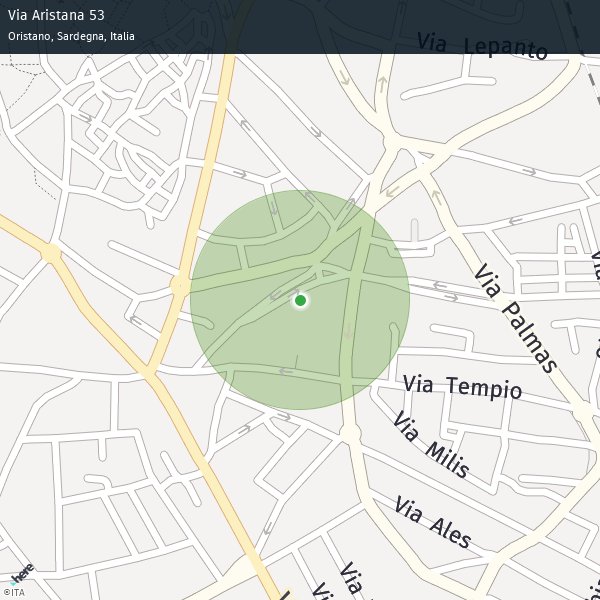 Via Aristana 53
Oristano, Sardegna, Italia
Via Lepanto
Via Palmas
Via Tempio
Via Milis
Via Ales
Via
Via
here
©ITA